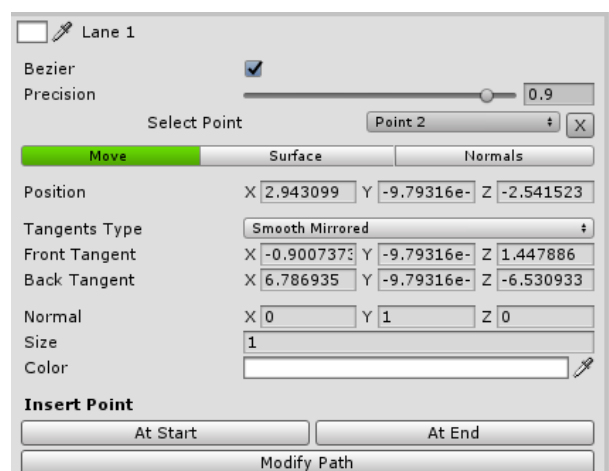 Lane 1
Bezier
Precision 0.9
Select Point Point 2 X
Move Surface Normals
Position X 2.943099 Y -9.79316e- Z -2.541523
Tangents Type Smooth Mirrored
Front Tangent X -0.9007373 Y -9.79316e- Z 1.447886
Back Tangent X 6.786935 Y -9.79316e- Z -6.530933
Normal X 0 Y 1 Z 0
Size 1
Color
Insert Point
At Start At End
Modify Path